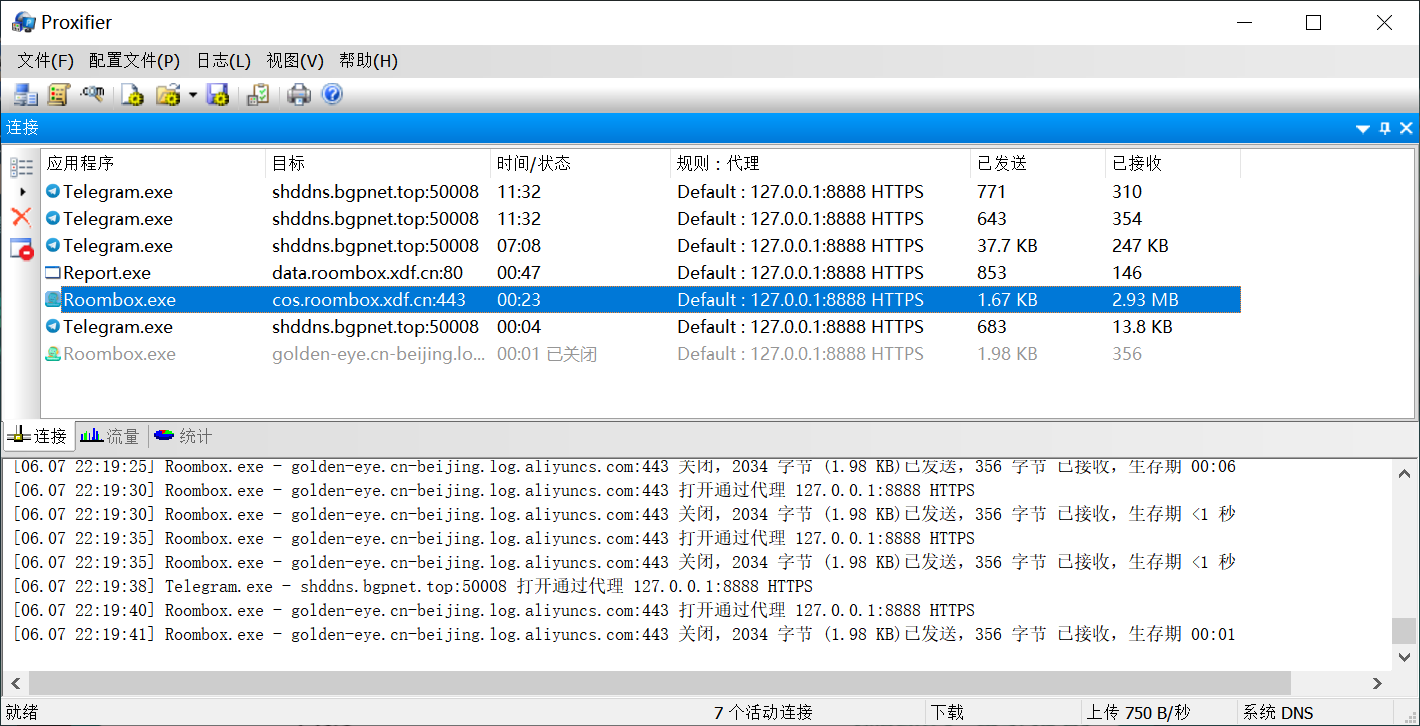 Proxifier
文件(F) 配置文件(P) 日志(L) 视图(V) 帮助(H)
连接
应用程序 目标 时间/状态 规则 : 代理 已发送 已接收
Telegram.exe shddns.bgpnet.top:50008 11:32 Default : 127.0.0.1:8888 HTTPS 771 310
Telegram.exe shddns.bgpnet.top:50008 11:32 Default : 127.0.0.1:8888 HTTPS 643 354
Telegram.exe shddns.bgpnet.top:50008 07:08 Default : 127.0.0.1:8888 HTTPS 37.7 KB 247 KB
Report.exe data.roombox.xdf.cn:80 00:47 Default : 127.0.0.1:8888 HTTPS 853 146
Roombox.exe cos.roombox.xdf.cn:443 00:23 Default : 127.0.0.1:8888 HTTPS 1.67 KB 2.93 MB
Telegram.exe shddns.bgpnet.top:50008 00:04 Default : 127.0.0.1:8888 HTTPS 683 13.8 KB
Roombox.exe golden-eye.cn-beijing.lo... 00:01 已关闭 Default : 127.0.0.1:8888 HTTPS 1.98 KB 356
连接 流量 统计
[06.07 22:19:25] Roombox.exe - golden-eye.cn-beijing.log.aliyuncs.com:443 关闭，2034 字节 (1.98 KB)已发送，356 字节 已接收，生存期 00:06
[06.07 22:19:30] Roombox.exe - golden-eye.cn-beijing.log.aliyuncs.com:443 打开通过代理 127.0.0.1:8888 HTTPS
[06.07 22:19:30] Roombox.exe - golden-eye.cn-beijing.log.aliyuncs.com:443 关闭，2034 字节 (1.98 KB)已发送，356 字节 已接收，生存期 <1 秒
[06.07 22:19:35] Roombox.exe - golden-eye.cn-beijing.log.aliyuncs.com:443 打开通过代理 127.0.0.1:8888 HTTPS
[06.07 22:19:35] Roombox.exe - golden-eye.cn-beijing.log.aliyuncs.com:443 关闭，2034 字节 (1.98 KB)已发送，356 字节 已接收，生存期 <1 秒
[06.07 22:19:38] Telegram.exe - shddns.bgpnet.top:50008 打开通过代理 127.0.0.1:8888 HTTPS
[06.07 22:19:40] Roombox.exe - golden-eye.cn-beijing.log.aliyuncs.com:443 打开通过代理 127.0.0.1:8888 HTTPS
[06.07 22:19:41] Roombox.exe - golden-eye.cn-beijing.log.aliyuncs.com:443 关闭，2034 字节 (1.98 KB)已发送，356 字节 已接收，生存期 00:01
就绪 7 个活动连接 下载 上传 750 B/秒 系统 DNS